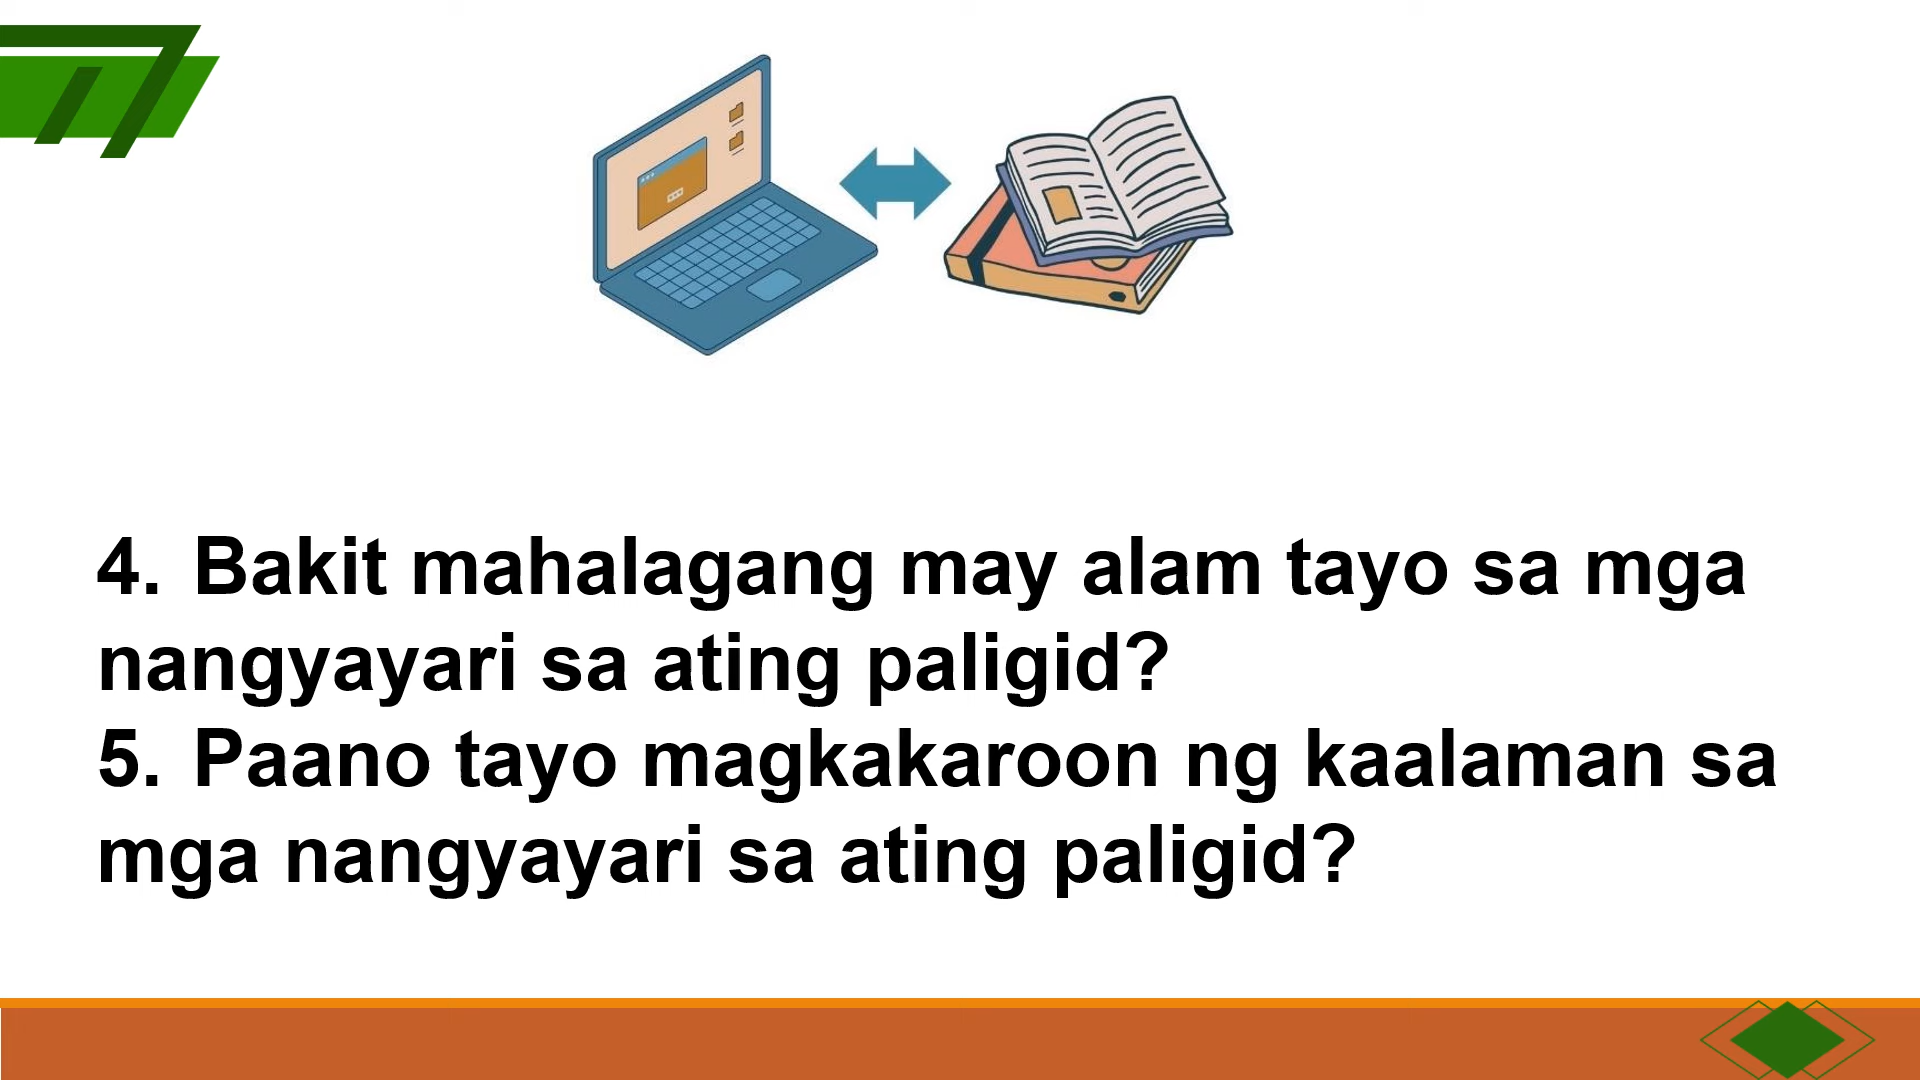 4. Bakit mahalagang may alam tayo sa mga
nangyayari sa ating paligid?
5. Paano tayo magkakaroon ng kaalaman sa
mga nangyayari sa ating paligid?